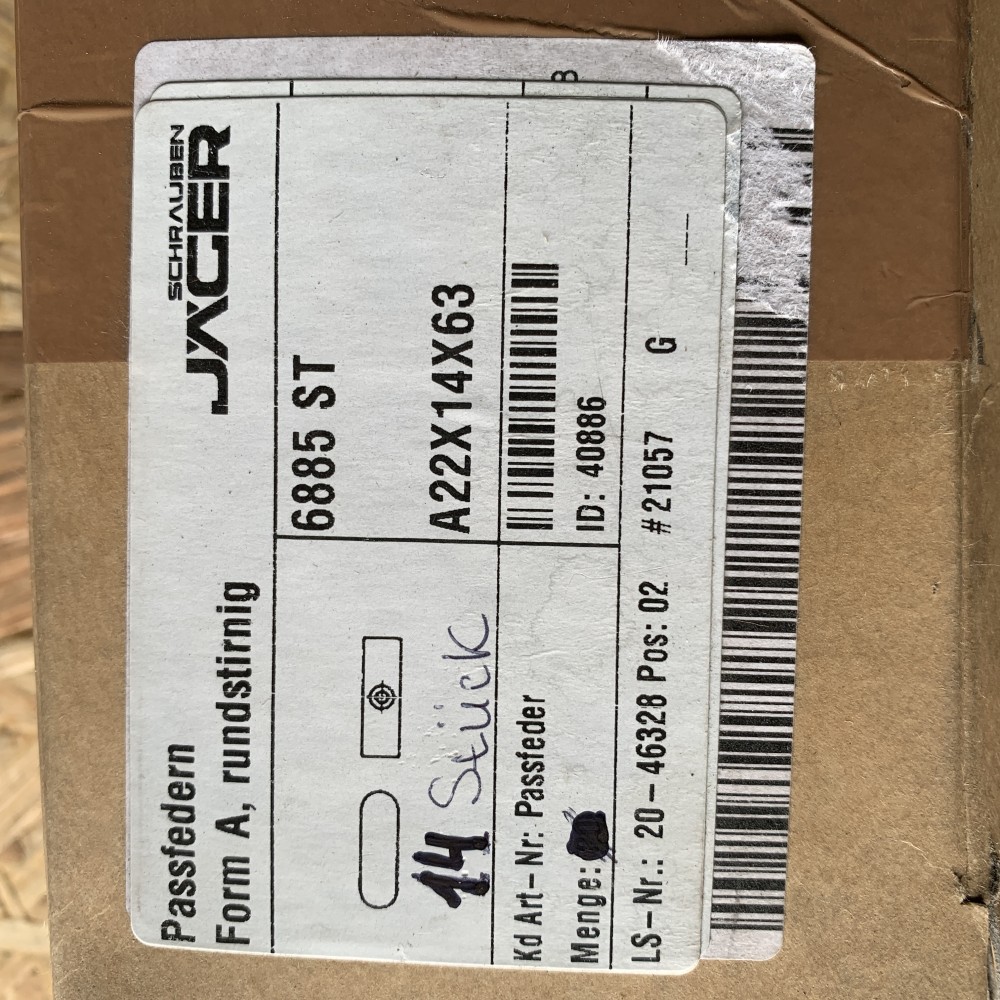 Passfedern
Form A, rundstirnig
SCHRAUBEN
JÄGER
6885 ST
A22X14X63
14 Stück
Kd Art-Nr: Passfeder
Menge:
ID: 40886
LS-Nr.: 20-46328 Pos: 02 #21057 G